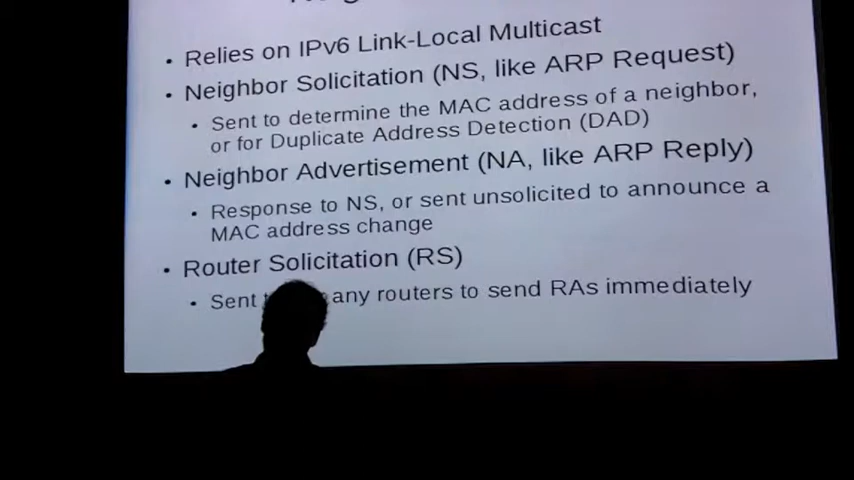 • Relies on IPv6 Link-Local Multicast
• Neighbor Solicitation (NS, like ARP Request)
• Sent to determine the MAC address of a neighbor,
or for Duplicate Address Detection (DAD)
• Neighbor Advertisement (NA, like ARP Reply)
• Response to NS, or sent unsolicited to announce a
MAC address change
• Router Solicitation (RS)
• Sent any routers to send RAs immediately